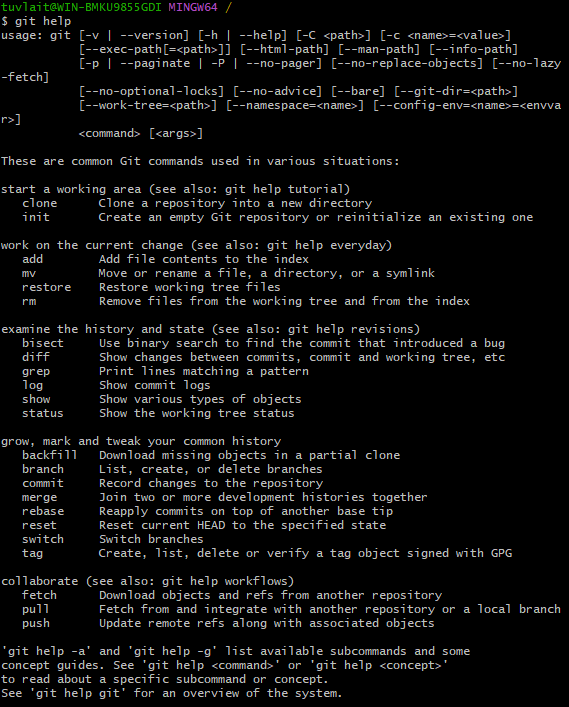 tuvlait@WIN-BMKU9855GDI MINGW64 /
$ git help
usage: git [-v | --version] [-h | --help] [-C <path>] [-c <name>=<value>]
           [--exec-path[=<path>]] [--html-path] [--man-path] [--info-path]
           [-p | --paginate | -P | --no-pager] [--no-replace-objects] [--no-lazy
-fetch]
           [--no-optional-locks] [--no-advice] [--bare] [--git-dir=<path>]
           [--work-tree=<path>] [--namespace=<name>] [--config-env=<name>=<envva
r>]
           <command> [<args>]

These are common Git commands used in various situations:

start a working area (see also: git help tutorial)
   clone      Clone a repository into a new directory
   init       Create an empty Git repository or reinitialize an existing one

work on the current change (see also: git help everyday)
   add        Add file contents to the index
   mv         Move or rename a file, a directory, or a symlink
   restore    Restore working tree files
   rm         Remove files from the working tree and from the index

examine the history and state (see also: git help revisions)
   bisect     Use binary search to find the commit that introduced a bug
   diff       Show changes between commits, commit and working tree, etc
   grep       Print lines matching a pattern
   log        Show commit logs
   show       Show various types of objects
   status     Show the working tree status

grow, mark and tweak your common history
   backfill   Download missing objects in a partial clone
   branch     List, create, or delete branches
   commit     Record changes to the repository
   merge      Join two or more development histories together
   rebase     Reapply commits on top of another base tip
   reset      Reset current HEAD to the specified state
   switch     Switch branches
   tag        Create, list, delete or verify a tag object signed with GPG

collaborate (see also: git help workflows)
   fetch      Download objects and refs from another repository
   pull       Fetch from and integrate with another repository or a local branch
   push       Update remote refs along with associated objects

'git help -a' and 'git help -g' list available subcommands and some
concept guides. See 'git help <command>' or 'git help <concept>'
to read about a specific subcommand or concept.
See 'git help git' for an overview of the system.